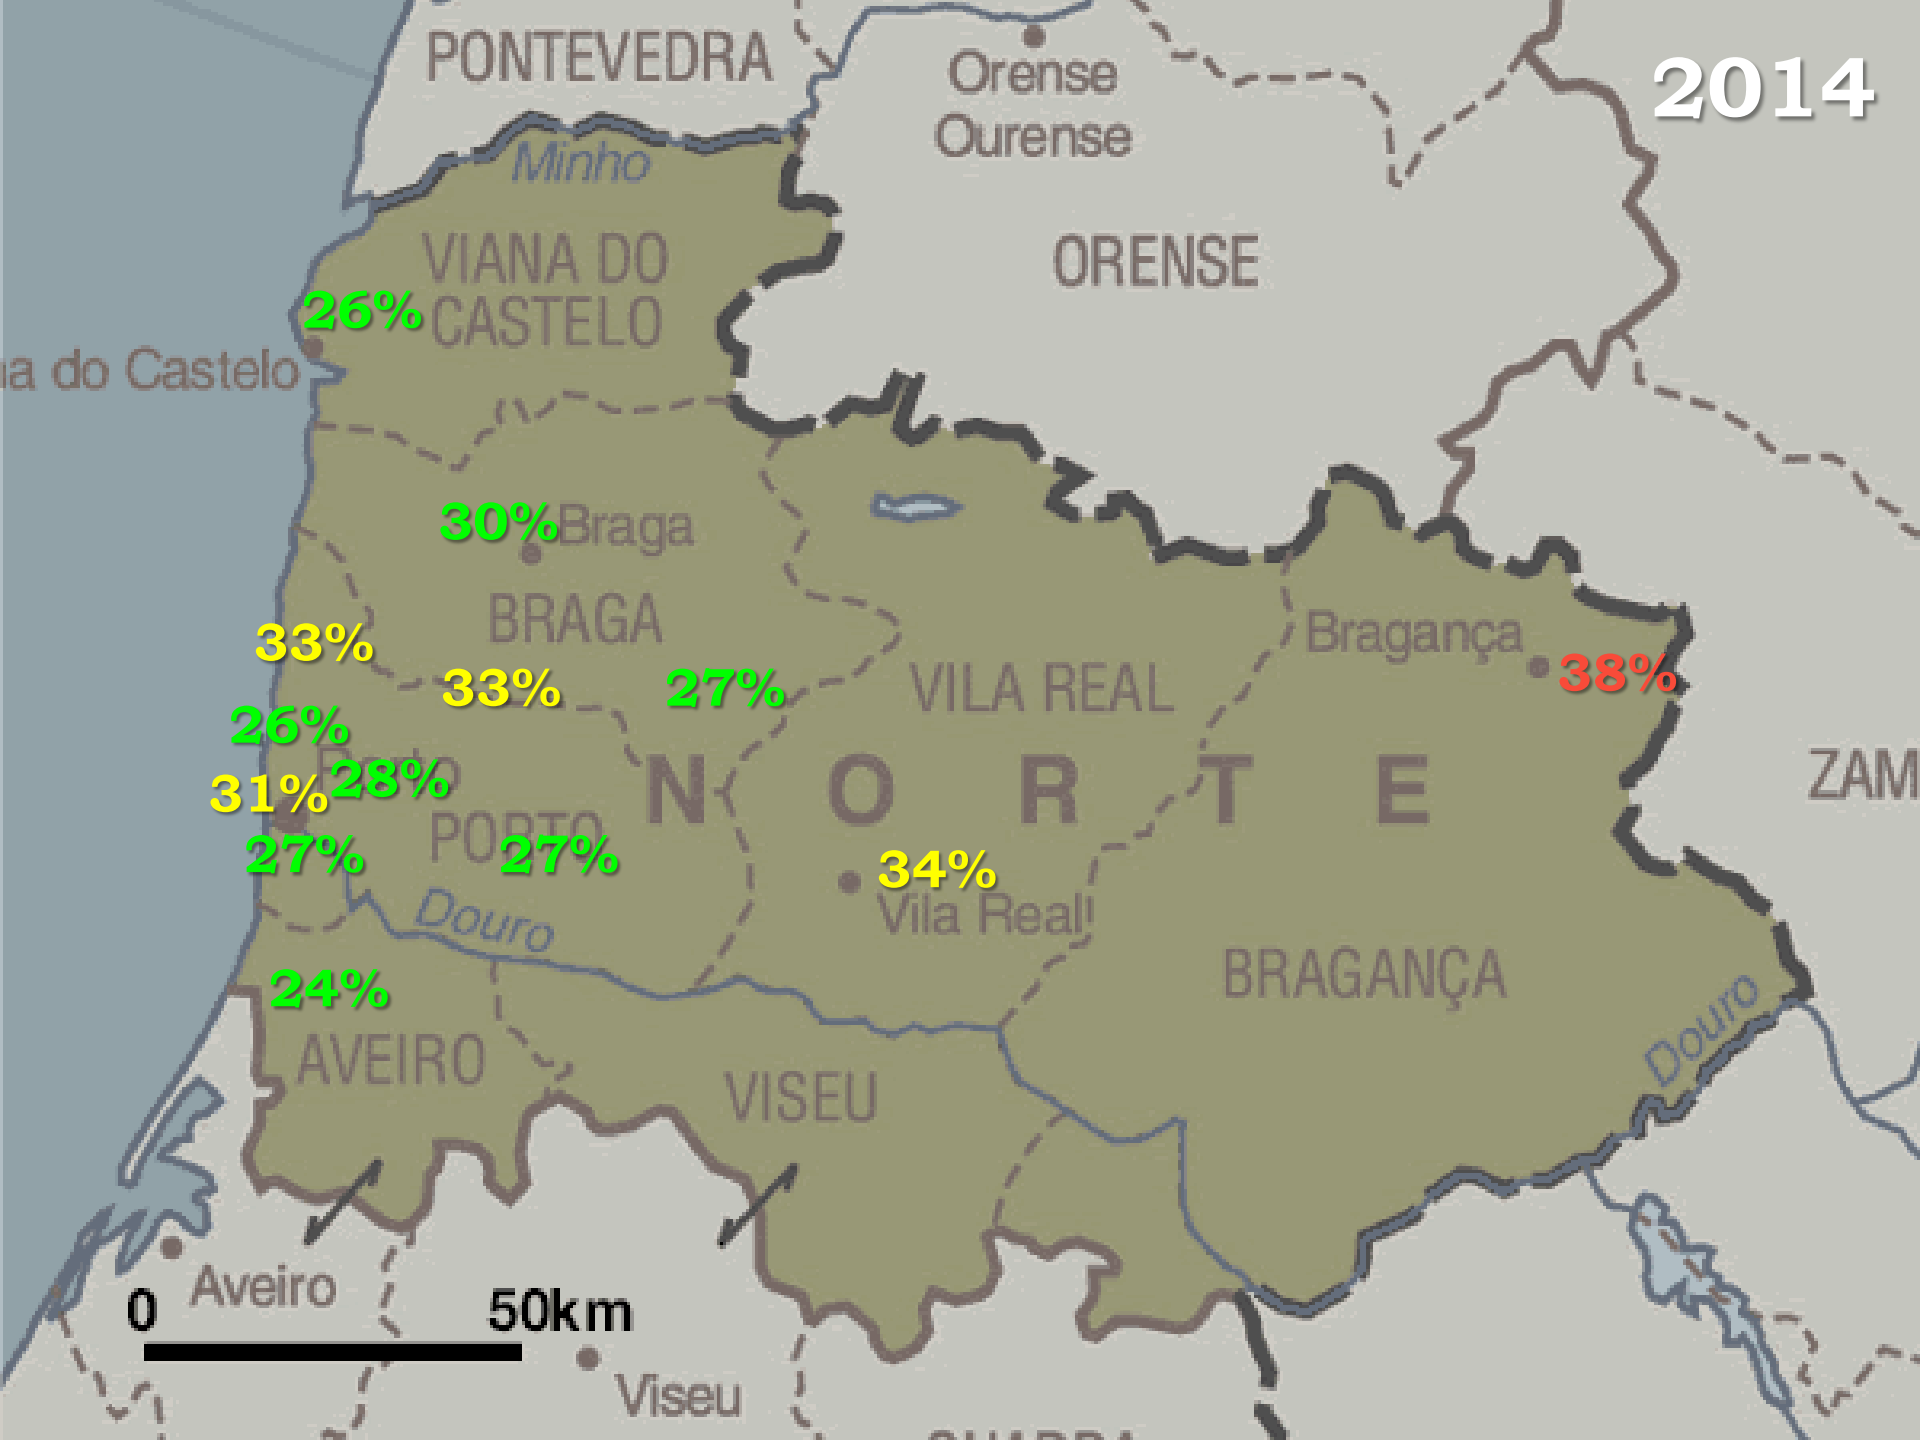 PONTEVEDRA
Orense
Ourense
2014
Minho
VIANA DO
CASTELO
ORENSE
26%
a do Castelo
30%
Braga
BRAGA
33%
33%
27%
VILA REAL
Bragança
38%
26%
Porto
28%
31%
PORTO
NORTE
ZAM
27%
27%
34%
Vila Real
Douro
BRAGANÇA
24%
AVEIRO
VISEU
Douro
Aveiro
0
50km
Viseu